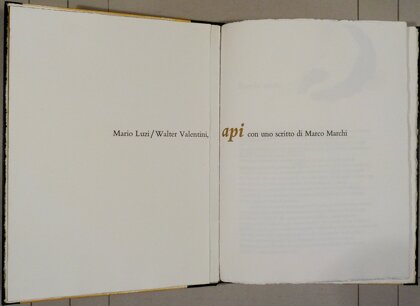 Mario Luzi/Walter Valentini, api con uno scritto di Marco Marchi